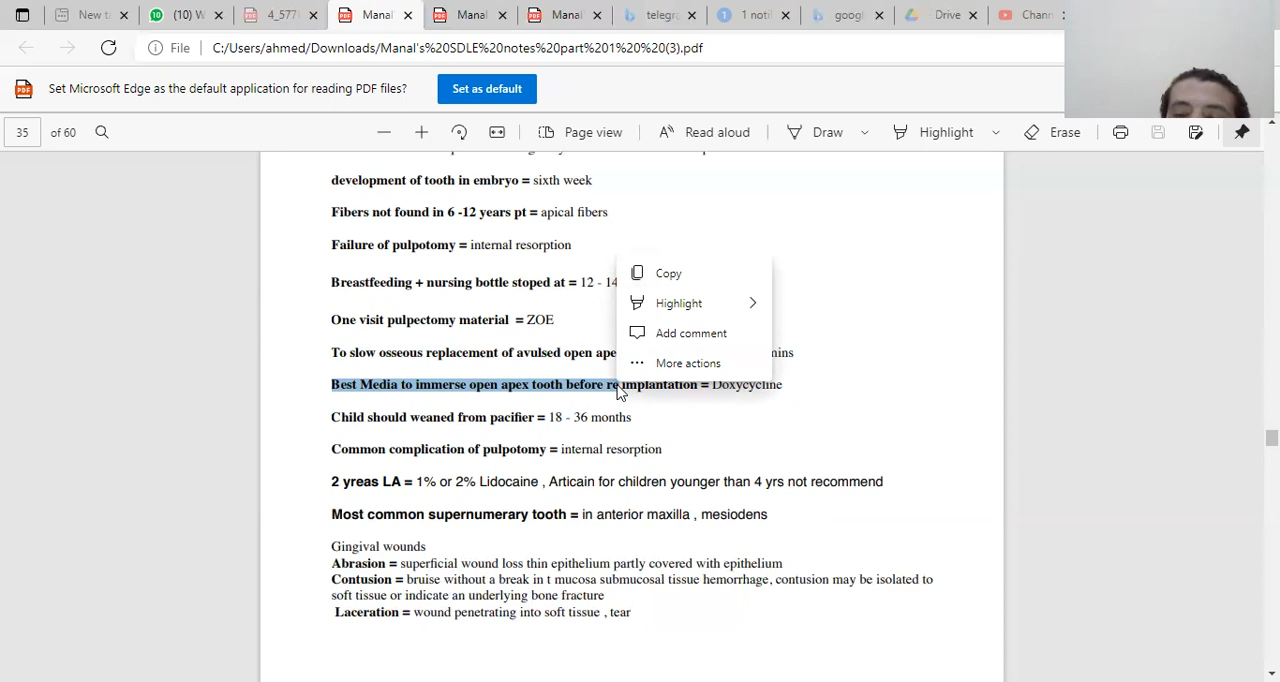 (10) W
4_577
Manal
Manal
Manal
telegra
1 notil
googl
Drive
Chann
File
C:/Users/ahmed/Downloads/Manal's%20SDLE%20notes%20part%201%20%20(3).pdf
Set Microsoft Edge as the default application for reading PDF files?
Set as default
35 of 60
Page view
Read aloud
Draw
Highlight
Erase
development of tooth in embryo = sixth week
Fibers not found in 6 -12 years pt = apical fibers
Failure of pulpotomy = internal resorption
Breastfeeding + nursing bottle stoped at = 12 - 14
One visit pulpectomy material = ZOE
To slow osseous replacement of avulsed open ape
mins
Best Media to immerse open apex tooth before reimplantation = Doxycycline
Child should weaned from pacifier = 18 - 36 months
Common complication of pulpotomy = internal resorption
2 yreas LA = 1% or 2% Lidocaine , Articain for children younger than 4 yrs not recommend
Most common supernumerary tooth = in anterior maxilla , mesiodens
Gingival wounds
Abrasion = superficial wound loss thin epithelium partly covered with epithelium
Contusion = bruise without a break in t mucosa submucosal tissue hemorrhage, contusion may be isolated to
soft tissue or indicate an underlying bone fracture
Laceration = wound penetrating into soft tissue , tear
Copy
Highlight
Add comment
More actions